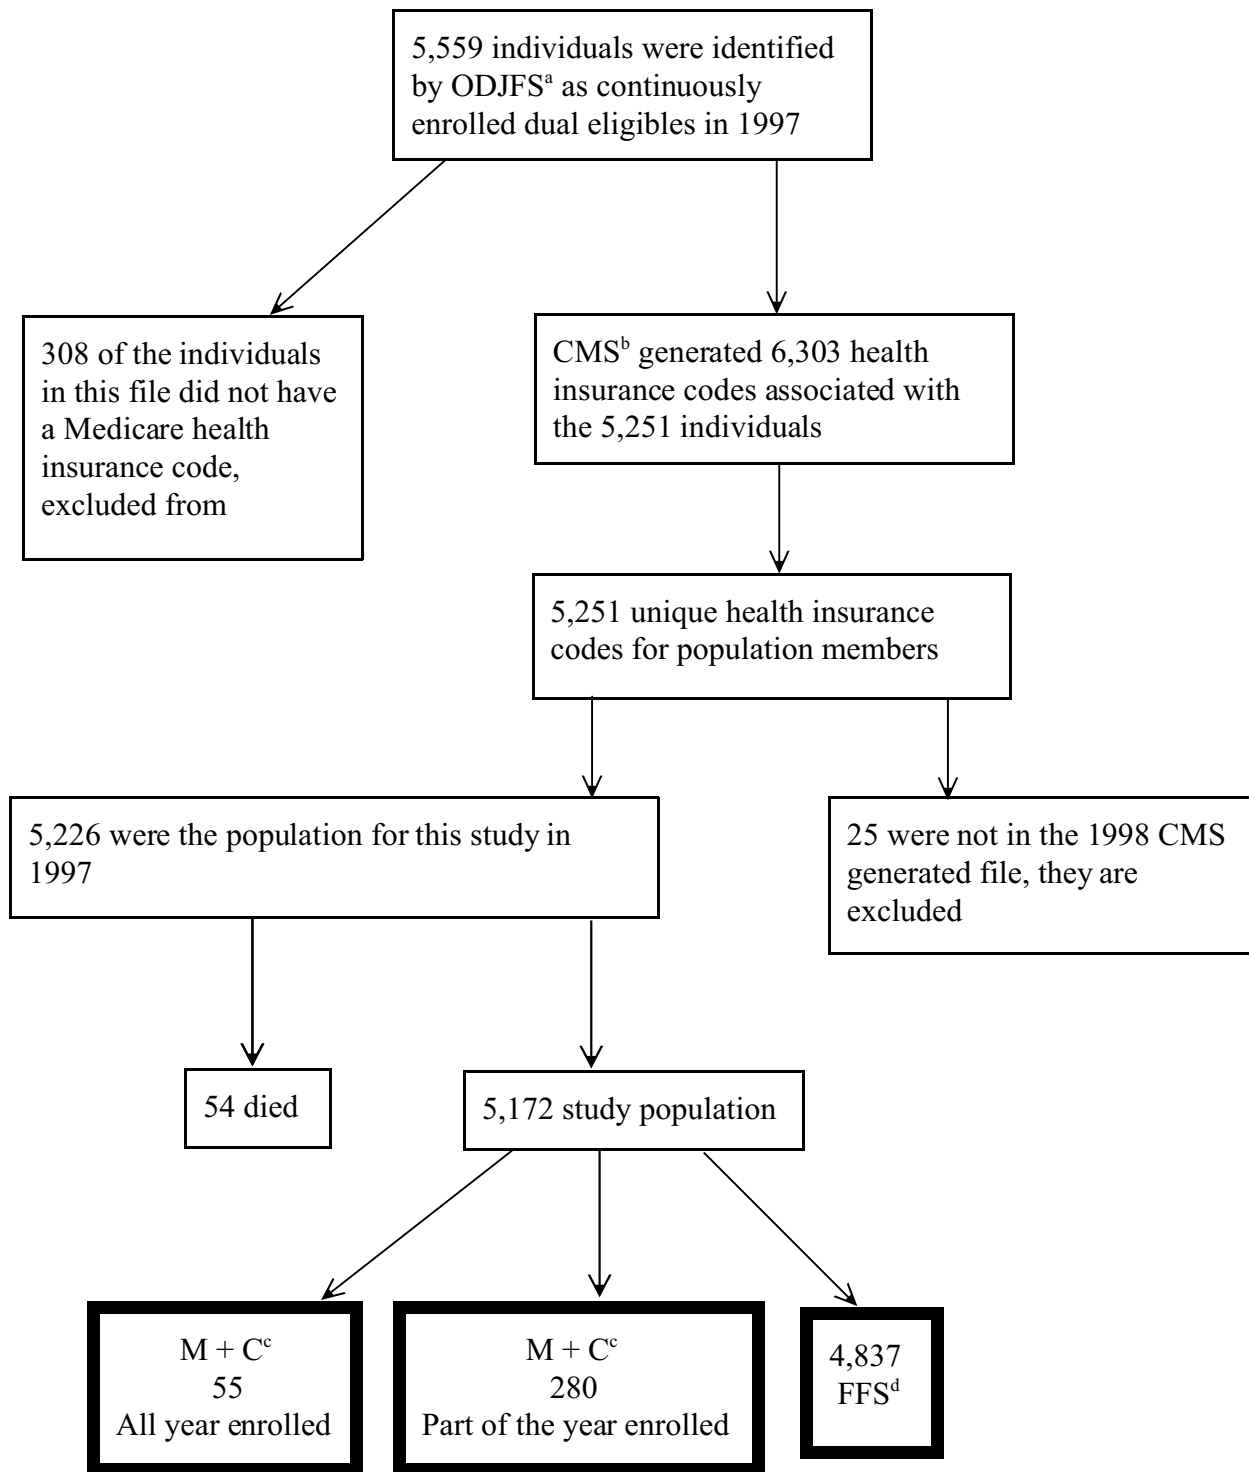 5,559 individuals were identified
by ODJFSᵃ as continuously
enrolled dual eligibles in 1997
308 of the individuals
in this file did not have
a Medicare health
insurance code,
excluded from
CMSᵇ generated 6,303 health
insurance codes associated with
the 5,251 individuals
5,251 unique health insurance
codes for population members
5,226 were the population for this study in
1997
25 were not in the 1998 CMS
generated file, they are
excluded
54 died
5,172 study population
M + Cᶜ
55
All year enrolled
M + Cᶜ
280
Part of the year enrolled
4,837
FFSᵈ